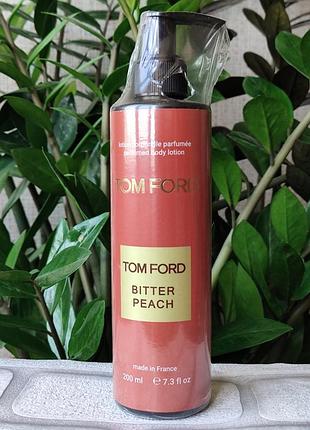 lotion corporelle parfumée
perfumed body lotion
TOM FORD
TOM FORD
BITTER
PEACH
made in France
200 ml ℮ 7.3 fl oz